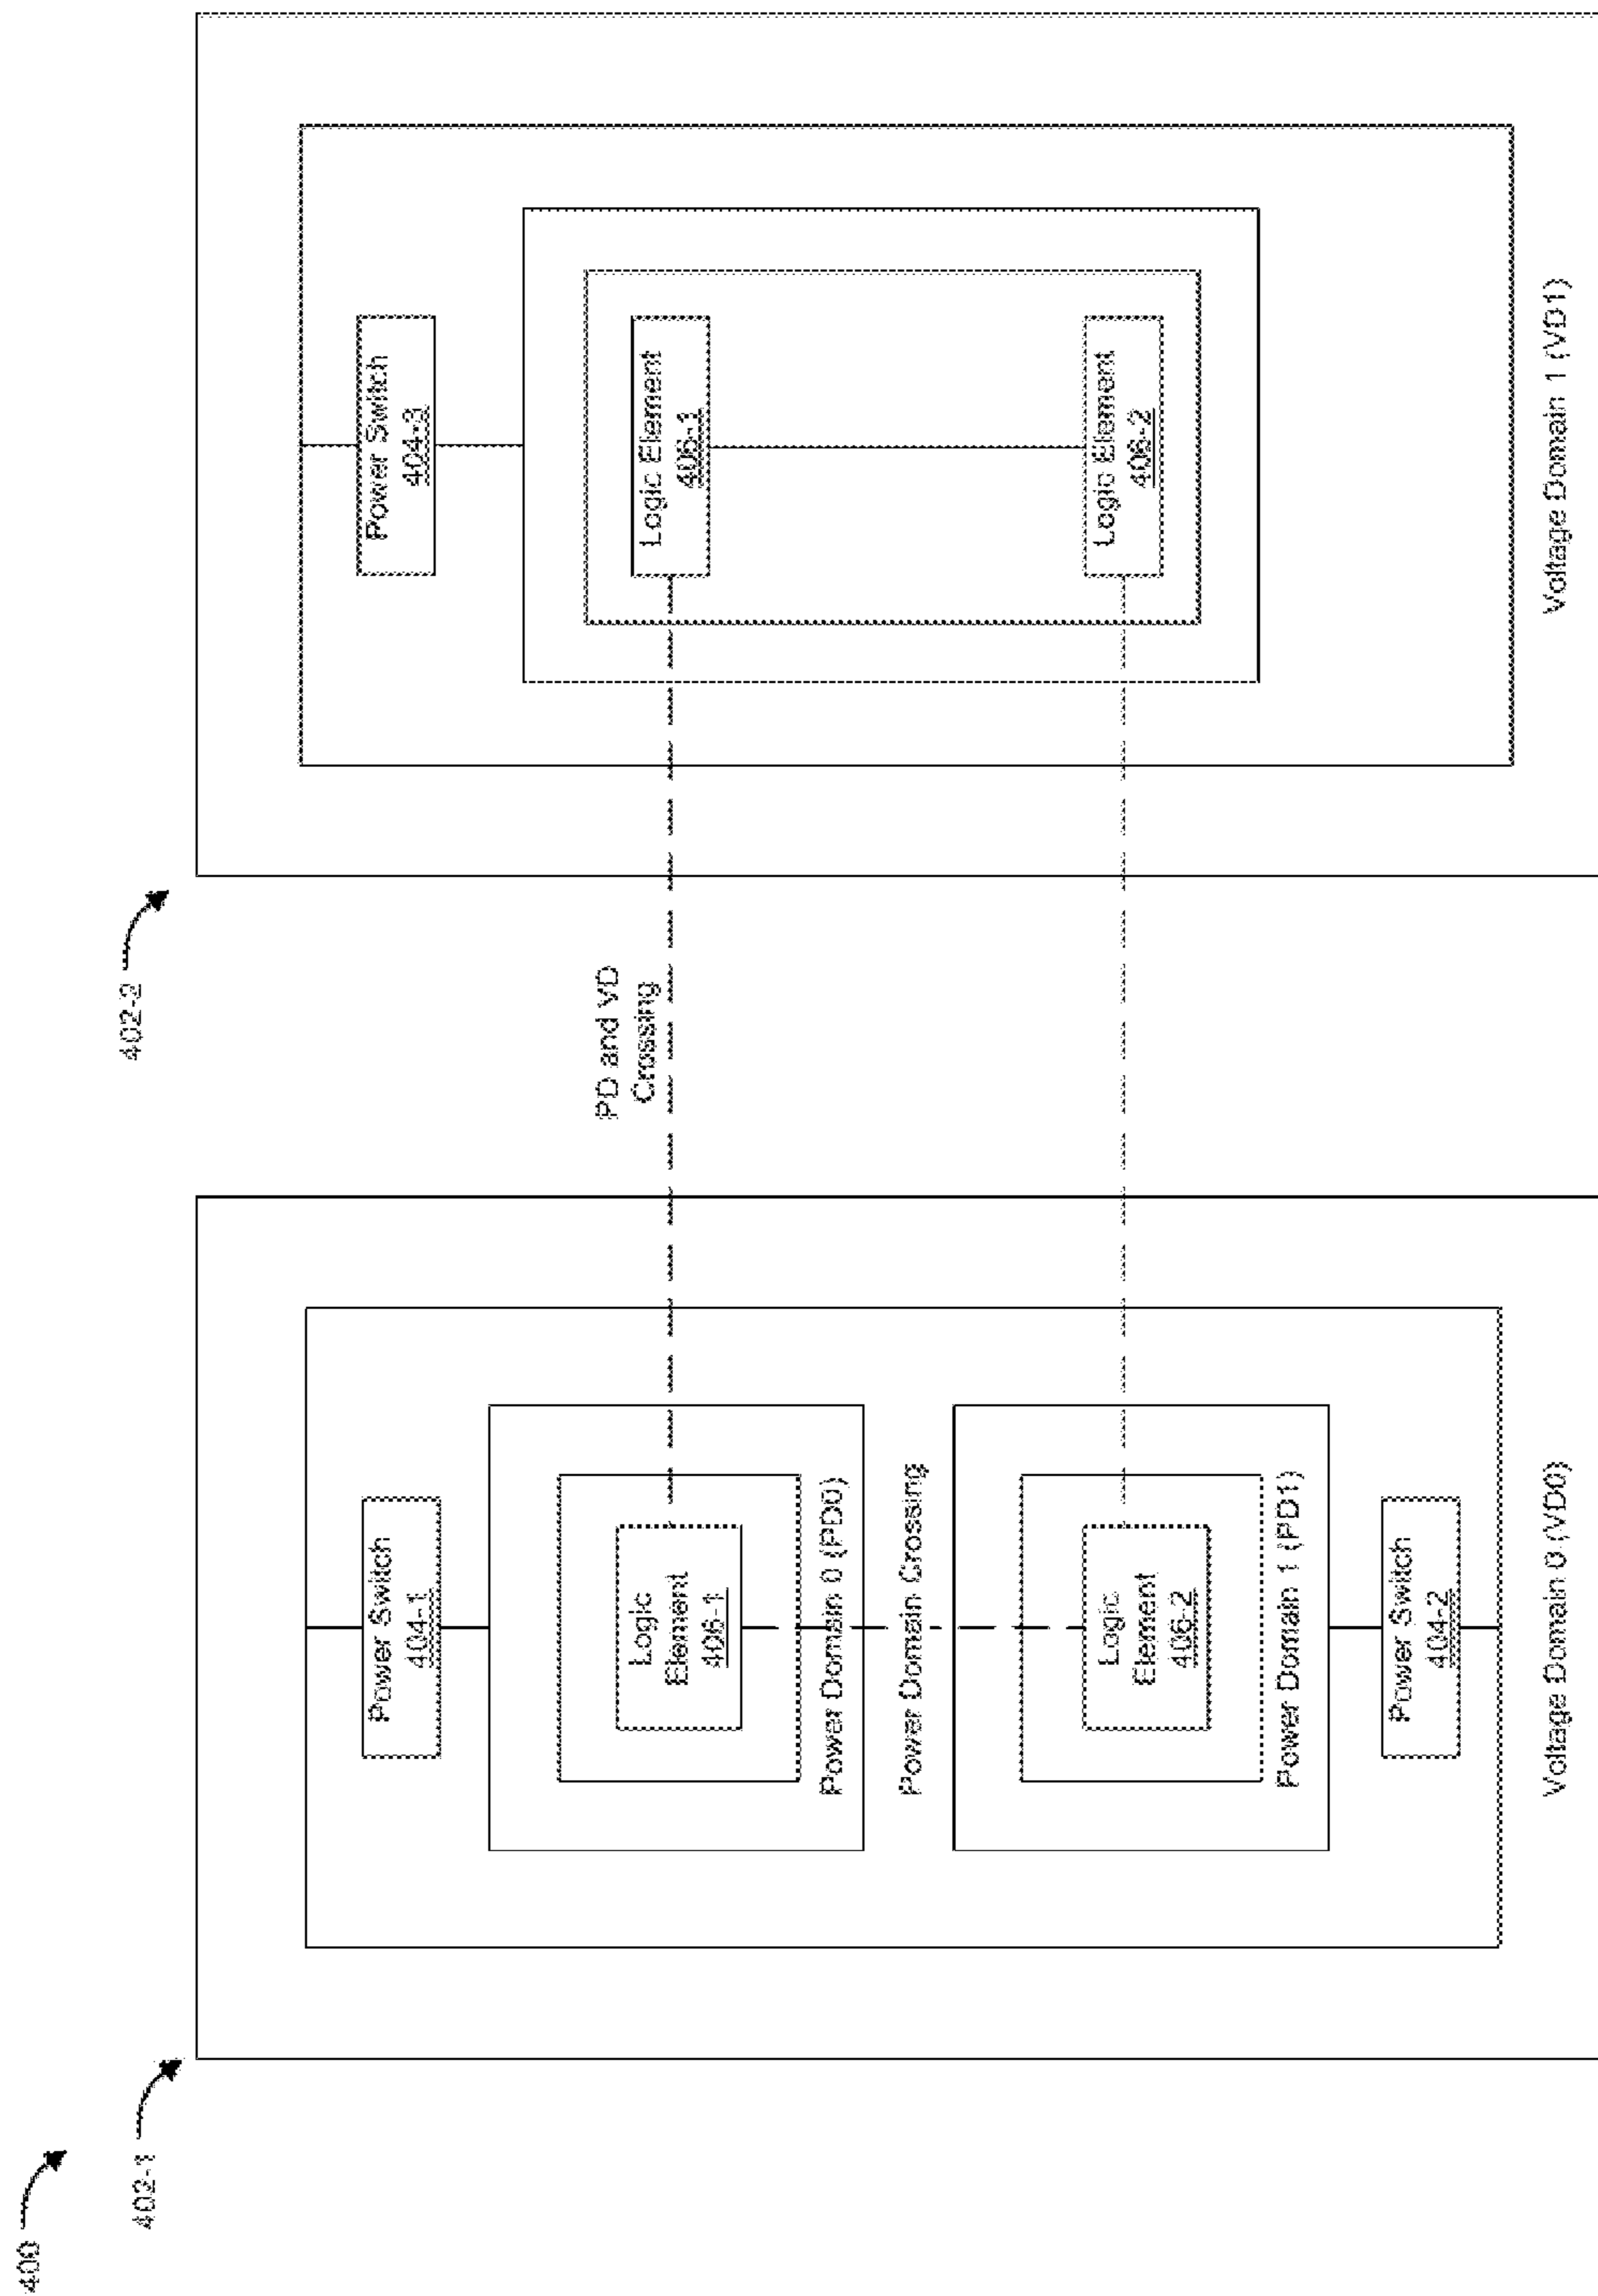 400
402-1
402-2
Power Switch
404-1
Logic
Element
406-1
Power Domain 0 (PD0)
Power Domain Crossing
Logic
Element
406-2
Power Domain 1 (PD1)
Power Switch
404-2
Voltage Domain 0 (VD0)
PD and VD
Crossing
Power Switch
404-3
Logic Element
406-1
Logic Element
406-2
Voltage Domain 1 (VD1)